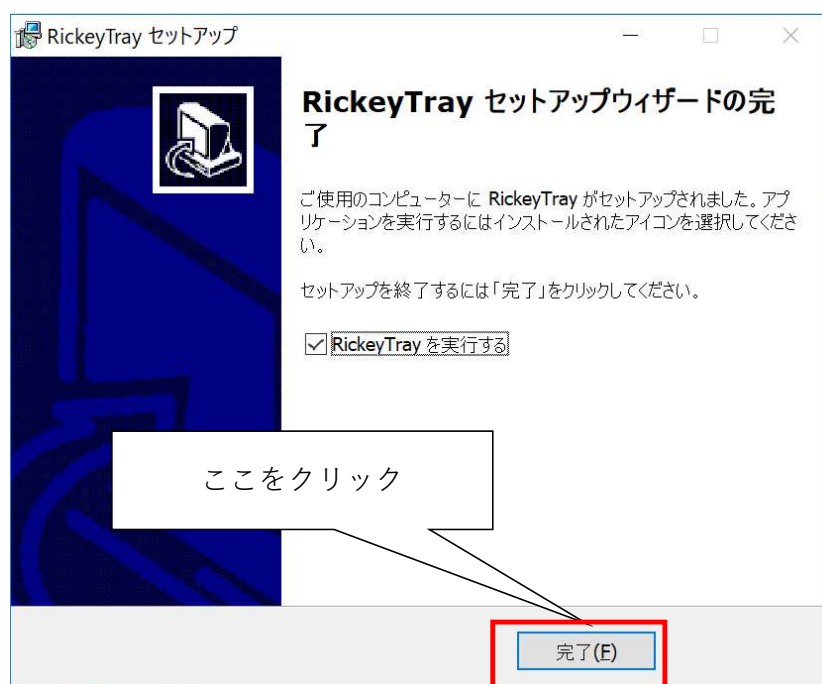 RickeyTray セットアップ
RickeyTray セットアップウィザードの完
了
ご使用のコンピューターに RickeyTray がセットアップされました。アプ
リケーションを実行するにはインストールされたアイコンを選択してくださ
い。
セットアップを終了するには「完了」をクリックしてください。
RickeyTray を実行する
ここをクリック
完了(F)